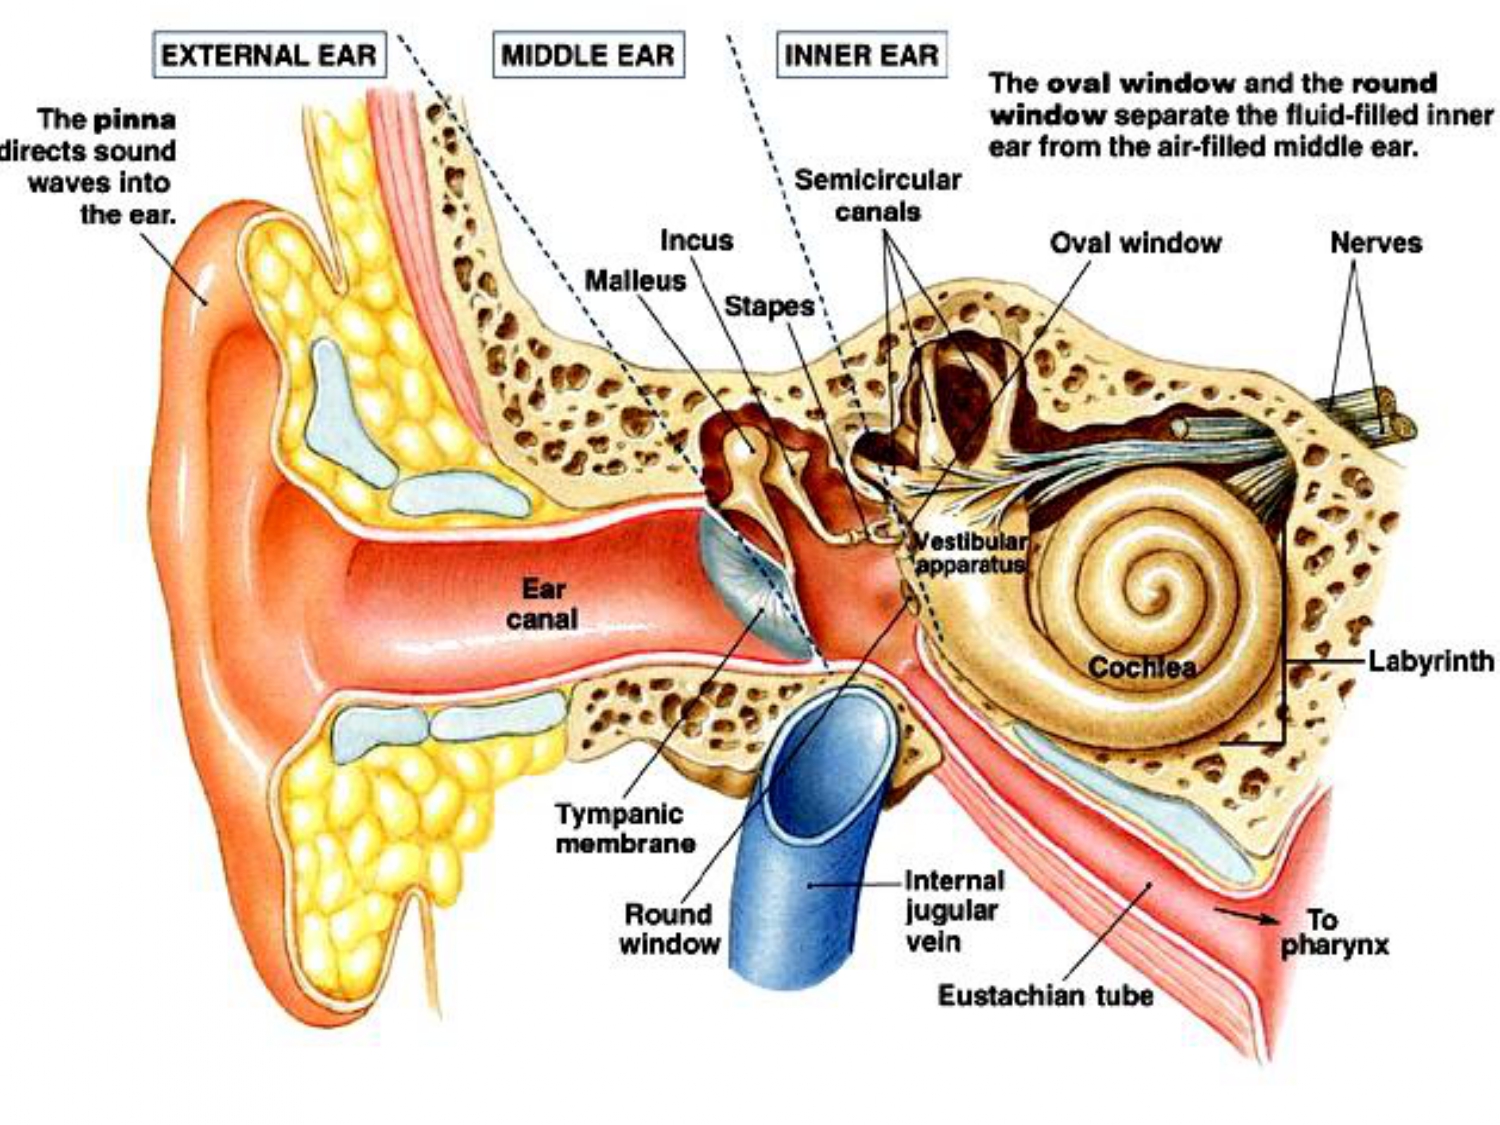 EXTERNAL EAR
MIDDLE EAR
INNER EAR
The oval window and the round
window separate the fluid-filled inner
ear from the air-filled middle ear.
The pinna
directs sound
waves into
the ear.
Semicircular
canals
Incus
Malleus
Stapes
Oval window
Nerves
Ear
canal
Vestibular
apparatus
Cochlea
Labyrinth
Tympanic
membrane
Round
window
Internal
jugular
vein
Eustachian tube
To
pharynx